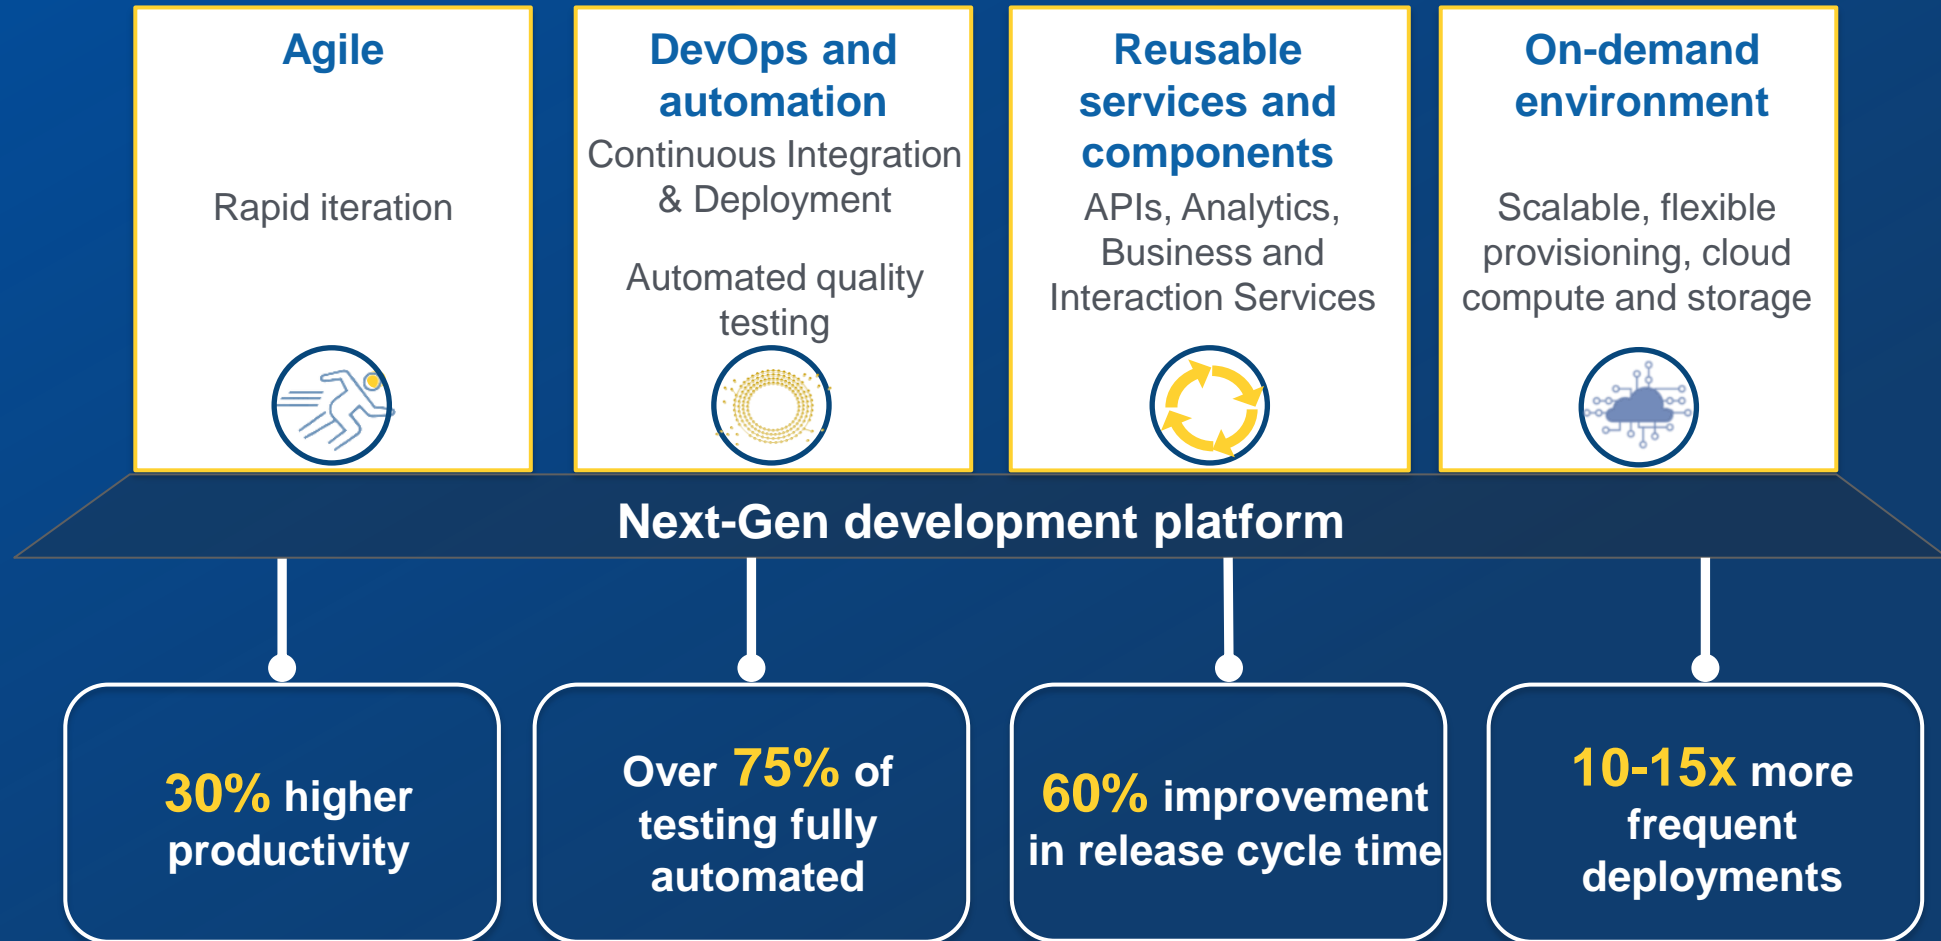 Agile
Rapid iteration
DevOps and
automation
Continuous Integration
& Deployment
Automated quality
testing
Reusable
services and
components
APIs, Analytics,
Business and
Interaction Services
On-demand
environment
Scalable, flexible
provisioning, cloud
compute and storage
Next-Gen development platform
30% higher
productivity
Over 75% of
testing fully
automated
60% improvement
in release cycle time
10-15x more
frequent
deployments